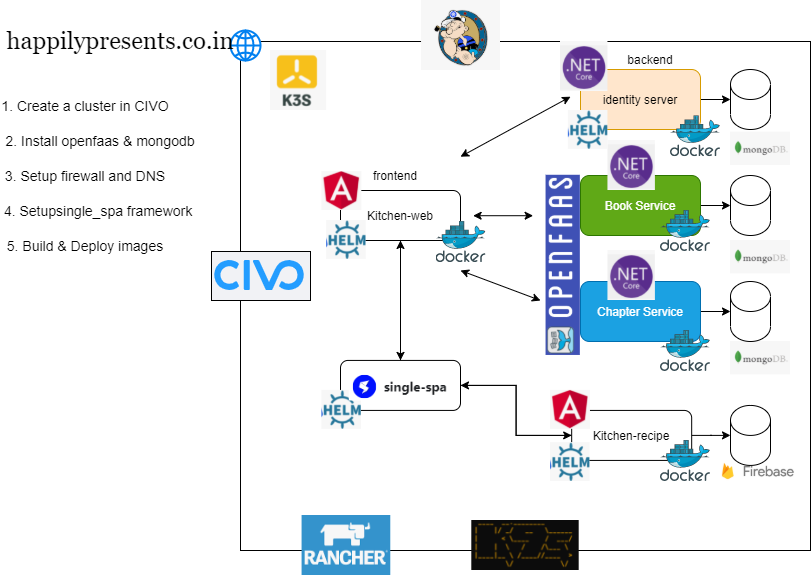 happilypresents.co.in
1. Create a cluster in CIVO
2. Install openfaas & mongodb
3. Setup firewall and DNS
4. Setupsingle_spa framework
5. Build & Deploy images
K3S
CIVO
backend
.NET
Core
identity server
HELM
docker
mongoDB.
frontend
Kitchen-web
HELM
docker
OPENFAAS
.NET
Core
Book Service
docker
mongoDB.
.NET
Core
Chapter Service
docker
mongoDB.
single-spa
HELM
Kitchen-recipe
HELM
docker
Firebase
RANCHER
K9s